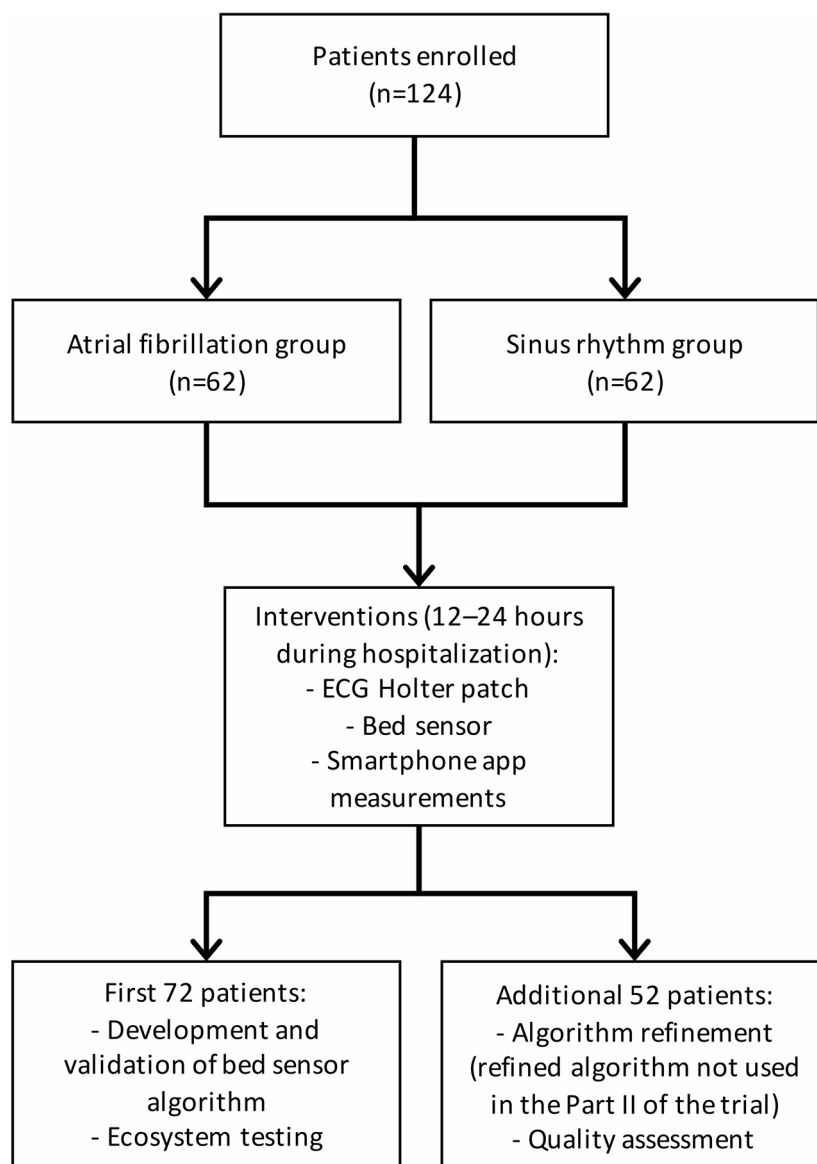 Patients enrolled
(n=124)
Atrial fibrillation group
(n=62)
Sinus rhythm group
(n=62)
Interventions (12–24 hours
during hospitalization):
- ECG Holter patch
- Bed sensor
- Smartphone app
measurements
First 72 patients:
- Development and
validation of bed sensor
algorithm
- Ecosystem testing
Additional 52 patients:
- Algorithm refinement
(refined algorithm not used
in the Part II of the trial)
- Quality assessment